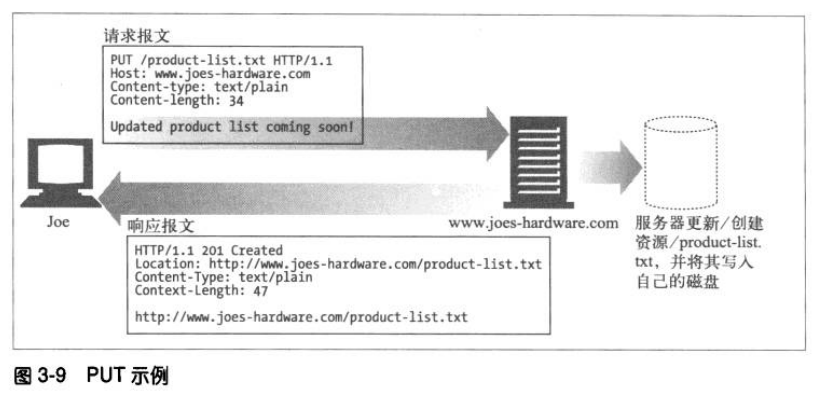 请求报文
PUT /product-list.txt HTTP/1.1
Host: www.joes-hardware.com
Content-type: text/plain
Content-length: 34
Updated product list coming soon!
Joe
www.joes-hardware.com
服务器更新/创建
资源/product-list.
txt，并将其写入
自己的磁盘
响应报文
HTTP/1.1 201 Created
Location: http://www.joes-hardware.com/product-list.txt
Content-Type: text/plain
Context-Length: 47
http://www.joes-hardware.com/product-list.txt
图 3-9 PUT 示例